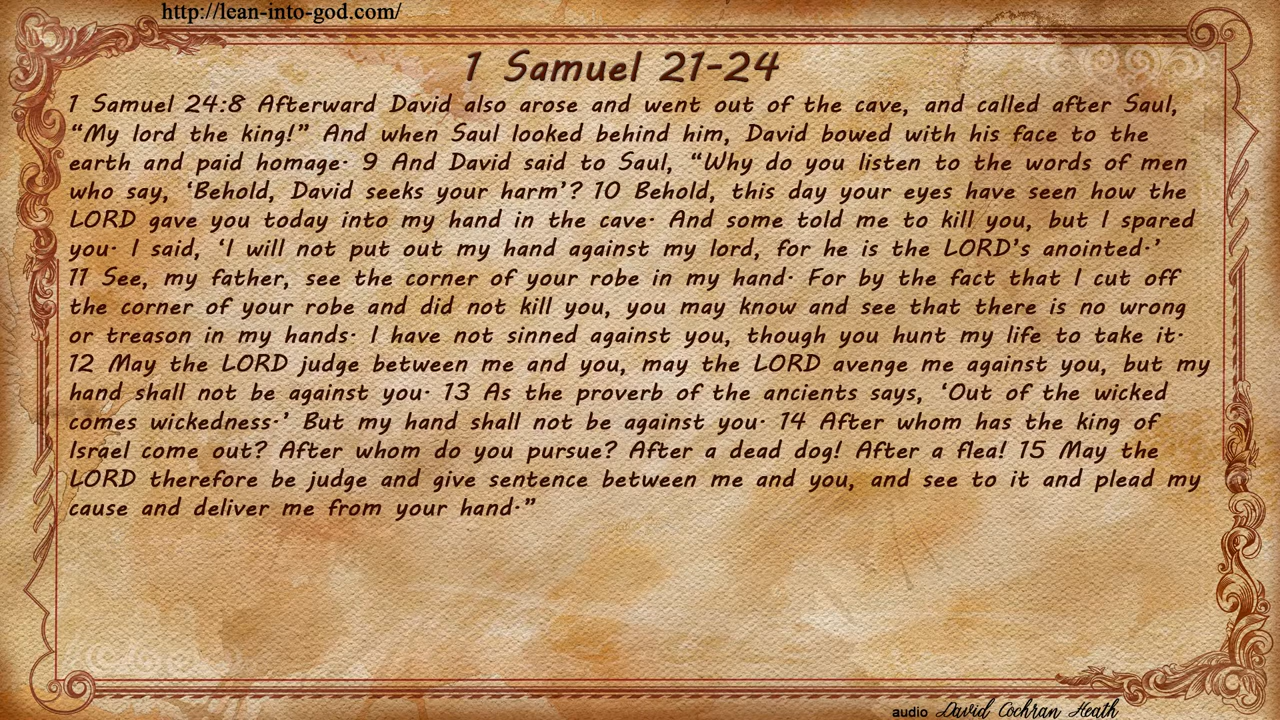 http://lean-into-god.com/
1 Samuel 21-24
1 Samuel 24:8 Afterward David also arose and went out of the cave, and called after Saul,
“My lord the king!” And when Saul looked behind him, David bowed with his face to the
earth and paid homage. 9 And David said to Saul, “Why do you listen to the words of men
who say, ‘Behold, David seeks your harm’? 10 Behold, this day your eyes have seen how the
LORD gave you today into my hand in the cave. And some told me to kill you, but I spared
you. I said, ‘I will not put out my hand against my lord, for he is the LORD’s anointed.’
11 See, my father, see the corner of your robe in my hand. For by the fact that I cut off
the corner of your robe and did not kill you, you may know and see that there is no wrong
or treason in my hands. I have not sinned against you, though you hunt my life to take it.
12 May the LORD judge between me and you, may the LORD avenge me against you, but my
hand shall not be against you. 13 As the proverb of the ancients says, ‘Out of the wicked
comes wickedness.’ But my hand shall not be against you. 14 After whom has the king of
Israel come out? After whom do you pursue? After a dead dog! After a flea! 15 May the
LORD therefore be judge and give sentence between me and you, and see to it and plead my
cause and deliver me from your hand.”
audio David Cochran Heath